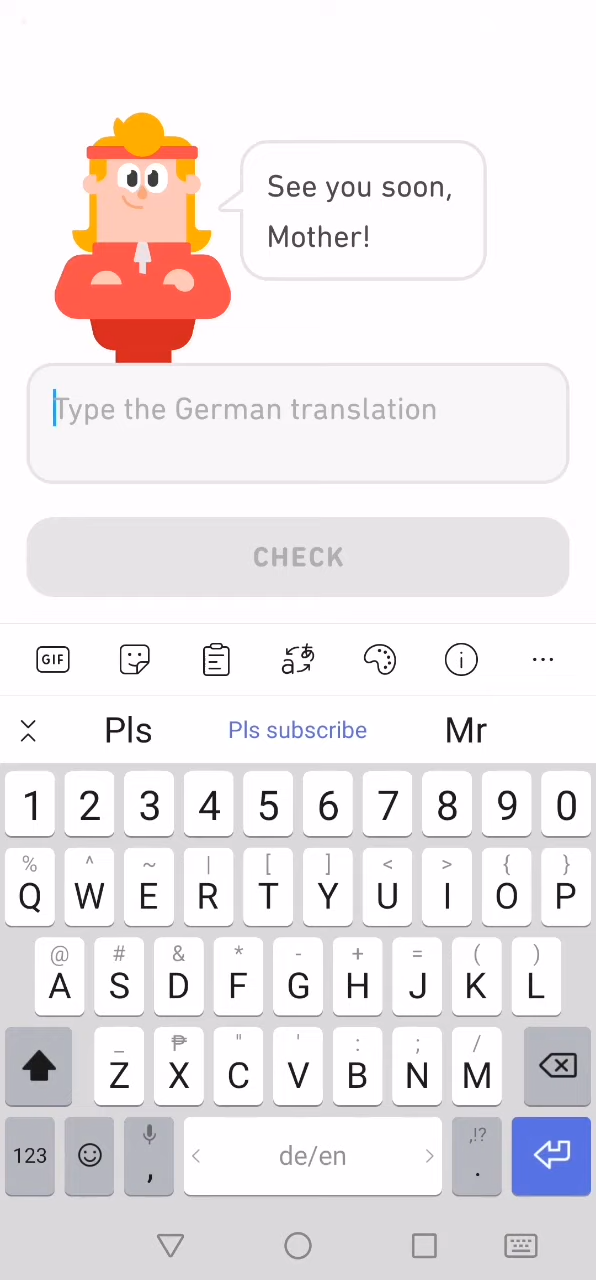 See you soon,
Mother!
Type the German translation
CHECK
GIF
Pls
Pls subscribe
Mr
1 2 3 4 5 6 7 8 9 0
% ^ ~ | [ ] < > { }
Q W E R T Y U I O P
@ # & * - + = ( )
A S D F G H J K L
_ ₱ " ' : ; /
Z X C V B N M
,!?
123 , < de/en > .